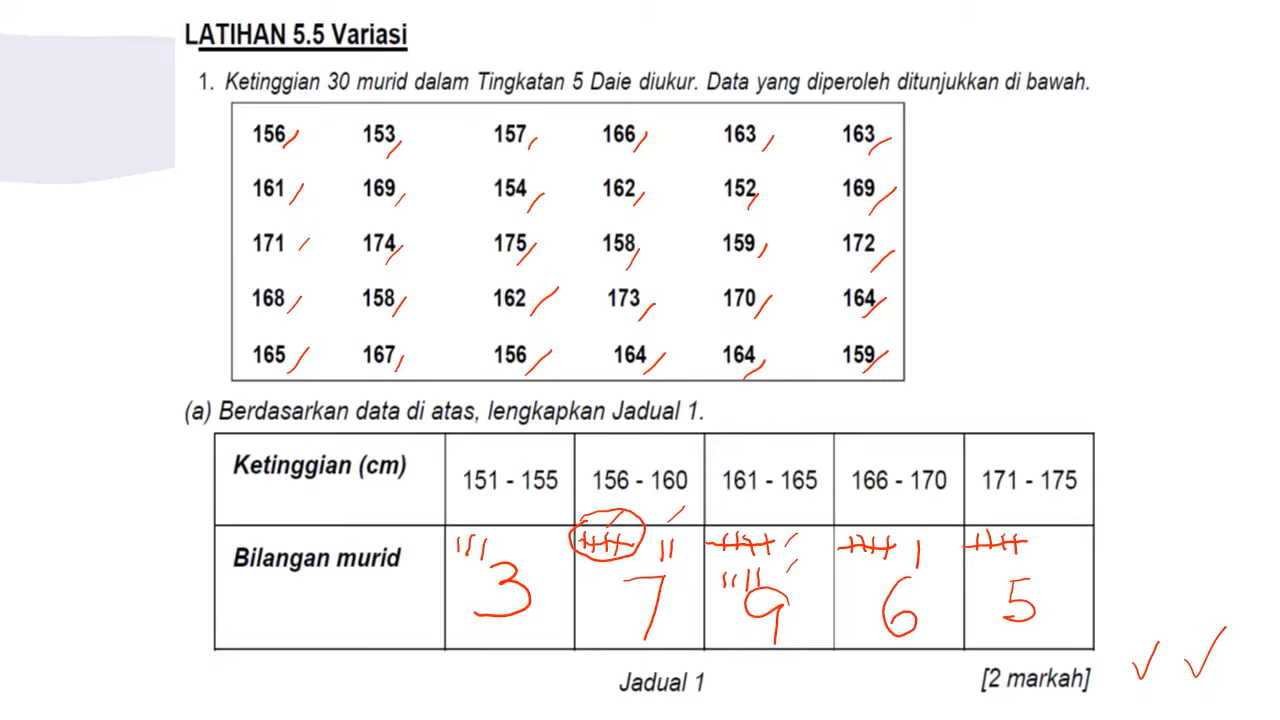 LATIHAN 5.5 Variasi
1. Ketinggian 30 murid dalam Tingkatan 5 Daie diukur. Data yang diperoleh ditunjukkan di bawah.
156 153 157 166 163 163
161 169 154 162 152 169
171 174 175 158 159 172
168 158 162 173 170 164
165 167 156 164 164 159
(a) Berdasarkan data di atas, lengkapkan Jadual 1.
Ketinggian (cm) 151 - 155 156 - 160 161 - 165 166 - 170 171 - 175
Bilangan murid 3 7 9 6 5
Jadual 1 [2 markah]